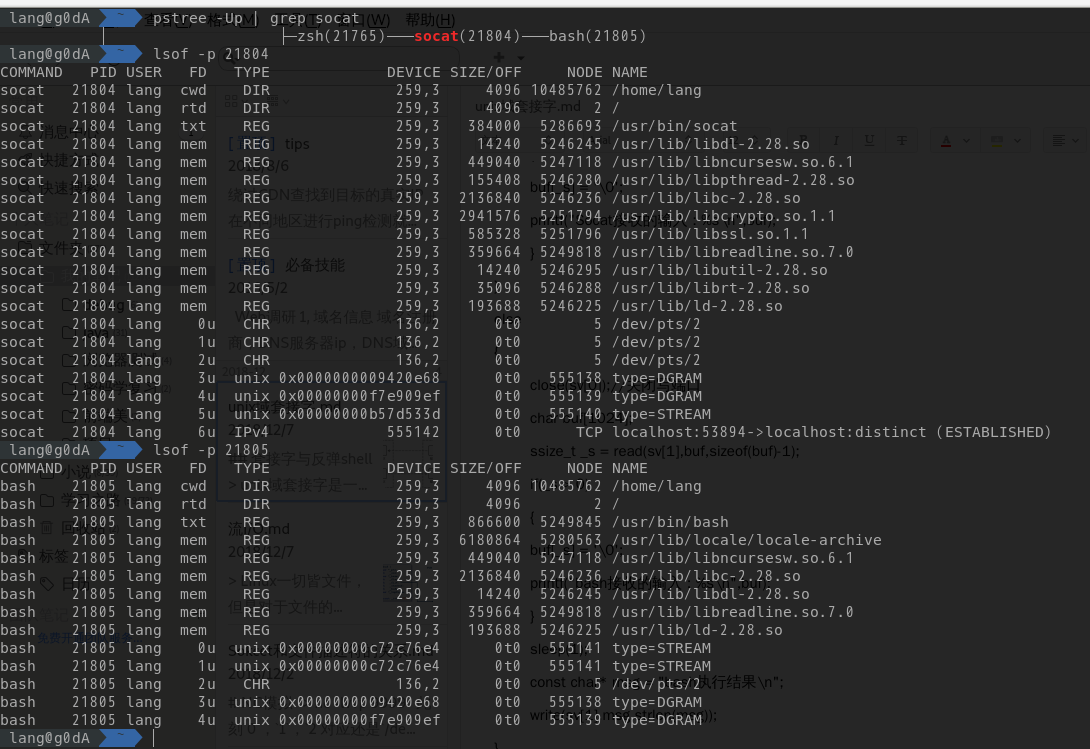 lang@g0dA ~ pstree -Up | grep socat
├─zsh(21765)───socat(21804)───bash(21805)
lang@g0dA ~ lsof -p 21804
COMMAND PID USER FD TYPE DEVICE SIZE/OFF NODE NAME
socat 21804 lang cwd DIR 259,3 4096 10485762 /home/lang
socat 21804 lang rtd DIR 259,3 4096 2 /
socat 21804 lang txt REG 259,3 384000 5286693 /usr/bin/socat
socat 21804 lang mem REG 259,3 14240 5246245 /usr/lib/libdl-2.28.so
socat 21804 lang mem REG 259,3 449040 5247118 /usr/lib/libncursesw.so.6.1
socat 21804 lang mem REG 259,3 155408 5246280 /usr/lib/libpthread-2.28.so
socat 21804 lang mem REG 259,3 2136840 5246236 /usr/lib/libc-2.28.so
socat 21804 lang mem REG 259,3 2941576 5251794 /usr/lib/libcrypto.so.1.1
socat 21804 lang mem REG 259,3 585328 5251796 /usr/lib/libssl.so.1.1
socat 21804 lang mem REG 259,3 359664 5249818 /usr/lib/libreadline.so.7.0
socat 21804 lang mem REG 259,3 14240 5246295 /usr/lib/libutil-2.28.so
socat 21804 lang mem REG 259,3 35096 5246288 /usr/lib/librt-2.28.so
socat 21804 lang mem REG 259,3 193688 5246225 /usr/lib/ld-2.28.so
socat 21804 lang 0u CHR 136,2 0t0 5 /dev/pts/2
socat 21804 lang 1u CHR 136,2 0t0 5 /dev/pts/2
socat 21804 lang 2u CHR 136,2 0t0 5 /dev/pts/2
socat 21804 lang 3u unix 0x0000000009420e68 0t0 555138 type=DGRAM
socat 21804 lang 4u unix 0x00000000f7e909ef 0t0 555139 type=DGRAM
socat 21804 lang 5u unix 0x00000000b57d533d 0t0 555140 type=STREAM
socat 21804 lang 6u IPv4 555142 0t0 TCP localhost:53894->localhost:distinct (ESTABLISHED)
lang@g0dA ~ lsof -p 21805
COMMAND PID USER FD TYPE DEVICE SIZE/OFF NODE NAME
bash 21805 lang cwd DIR 259,3 4096 10485762 /home/lang
bash 21805 lang rtd DIR 259,3 4096 2 /
bash 21805 lang txt REG 259,3 866600 5249845 /usr/bin/bash
bash 21805 lang mem REG 259,3 6180864 5280563 /usr/lib/locale/locale-archive
bash 21805 lang mem REG 259,3 449040 5247118 /usr/lib/libncursesw.so.6.1
bash 21805 lang mem REG 259,3 2136840 5246236 /usr/lib/libc-2.28.so
bash 21805 lang mem REG 259,3 14240 5246245 /usr/lib/libdl-2.28.so
bash 21805 lang mem REG 259,3 359664 5249818 /usr/lib/libreadline.so.7.0
bash 21805 lang mem REG 259,3 193688 5246225 /usr/lib/ld-2.28.so
bash 21805 lang 0u unix 0x00000000c72c76e4 0t0 555141 type=STREAM
bash 21805 lang 1u unix 0x00000000c72c76e4 0t0 555141 type=STREAM
bash 21805 lang 2u CHR 136,2 0t0 5 /dev/pts/2
bash 21805 lang 3u unix 0x0000000009420e68 0t0 555138 type=DGRAM
bash 21805 lang 4u unix 0x00000000f7e909ef 0t0 555139 type=DGRAM
lang@g0dA ~